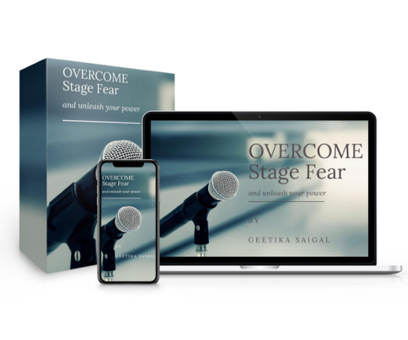 OVERCOME
Stage Fear
and unleash your power
OVERCOME
Stage Fear
and unleash your power
GEETIKA SAIGAL
OVERCOME
Stage Fear
and unleash your power
BY
GEETIKA SAIGAL